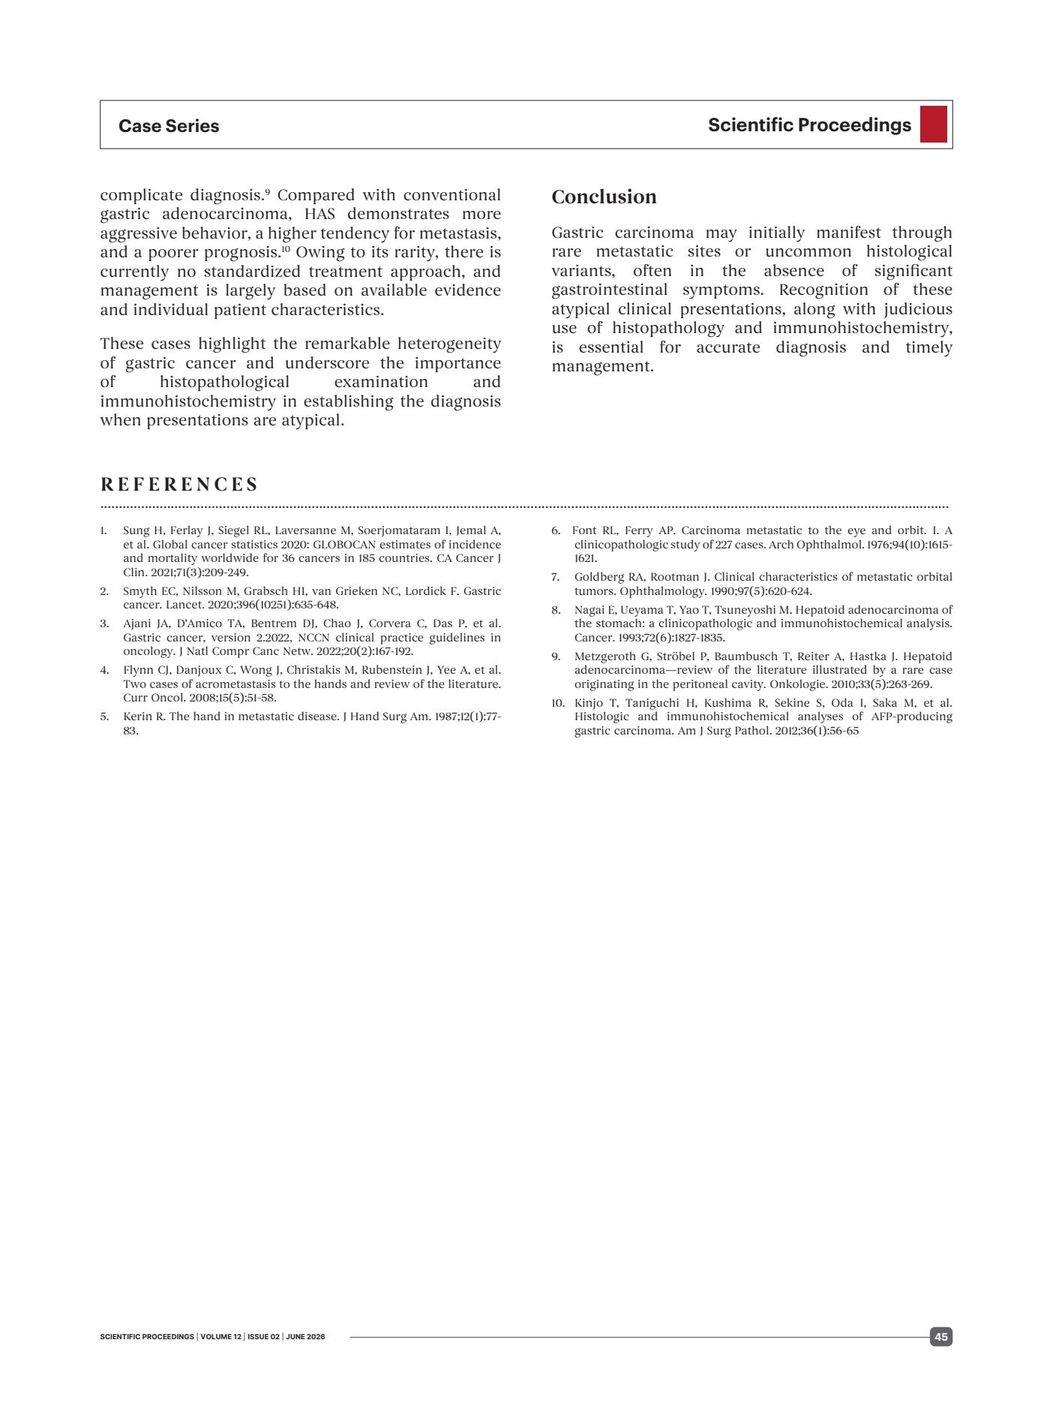 Case Series
Scientific Proceedings
complicate diagnosis.⁹ Compared with conventional
gastric adenocarcinoma, HAS demonstrates more
aggressive behavior, a higher tendency for metastasis,
and a poorer prognosis.¹⁰ Owing to its rarity, there is
currently no standardized treatment approach, and
management is largely based on available evidence
and individual patient characteristics.
These cases highlight the remarkable heterogeneity
of gastric cancer and underscore the importance
of histopathological examination and
immunohistochemistry in establishing the diagnosis
when presentations are atypical.
Conclusion
Gastric carcinoma may initially manifest through
rare metastatic sites or uncommon histological
variants, often in the absence of significant
gastrointestinal symptoms. Recognition of these
atypical clinical presentations, along with judicious
use of histopathology and immunohistochemistry,
is essential for accurate diagnosis and timely
management.
REFERENCES
1. Sung H, Ferlay J, Siegel RL, Laversanne M, Soerjomataram I, Jemal A,
et al. Global cancer statistics 2020: GLOBOCAN estimates of incidence
and mortality worldwide for 36 cancers in 185 countries. CA Cancer J
Clin. 2021;71(3):209-249.
2. Smyth EC, Nilsson M, Grabsch HI, van Grieken NC, Lordick F. Gastric
cancer. Lancet. 2020;396(10251):635-648.
3. Ajani JA, D'Amico TA, Bentrem DJ, Chao J, Corvera C, Das P, et al.
Gastric cancer, version 2.2022, NCCN clinical practice guidelines in
oncology. J Natl Compr Canc Netw. 2022;20(2):167-192.
4. Flynn CJ, Danjoux C, Wong J, Christakis M, Rubenstein J, Yee A, et al.
Two cases of acrometastasis to the hands and review of the literature.
Curr Oncol. 2008;15(5):51-58.
5. Kerin R. The hand in metastatic disease. J Hand Surg Am. 1987;12(1):77-
83.
6. Font RL, Ferry AP. Carcinoma metastatic to the eye and orbit. I. A
clinicopathologic study of 227 cases. Arch Ophthalmol. 1976;94(10):1615-
1621.
7. Goldberg RA, Rootman J. Clinical characteristics of metastatic orbital
tumors. Ophthalmology. 1990;97(5):620-624.
8. Nagai E, Ueyama T, Yao T, Tsuneyoshi M. Hepatoid adenocarcinoma of
the stomach: a clinicopathologic and immunohistochemical analysis.
Cancer. 1993;72(6):1827-1835.
9. Metzgeroth G, Ströbel P, Baumbusch T, Reiter A, Hastka J. Hepatoid
adenocarcinoma—review of the literature illustrated by a rare case
originating in the peritoneal cavity. Onkologie. 2010;33(5):263-269.
10. Kinjo T, Taniguchi H, Kushima R, Sekine S, Oda I, Saka M, et al.
Histologic and immunohistochemical analyses of AFP-producing
gastric carcinoma. Am J Surg Pathol. 2012;36(1):56-65
SCIENTIFIC PROCEEDINGS | VOLUME 12 | ISSUE 02 | JUNE 2026
45